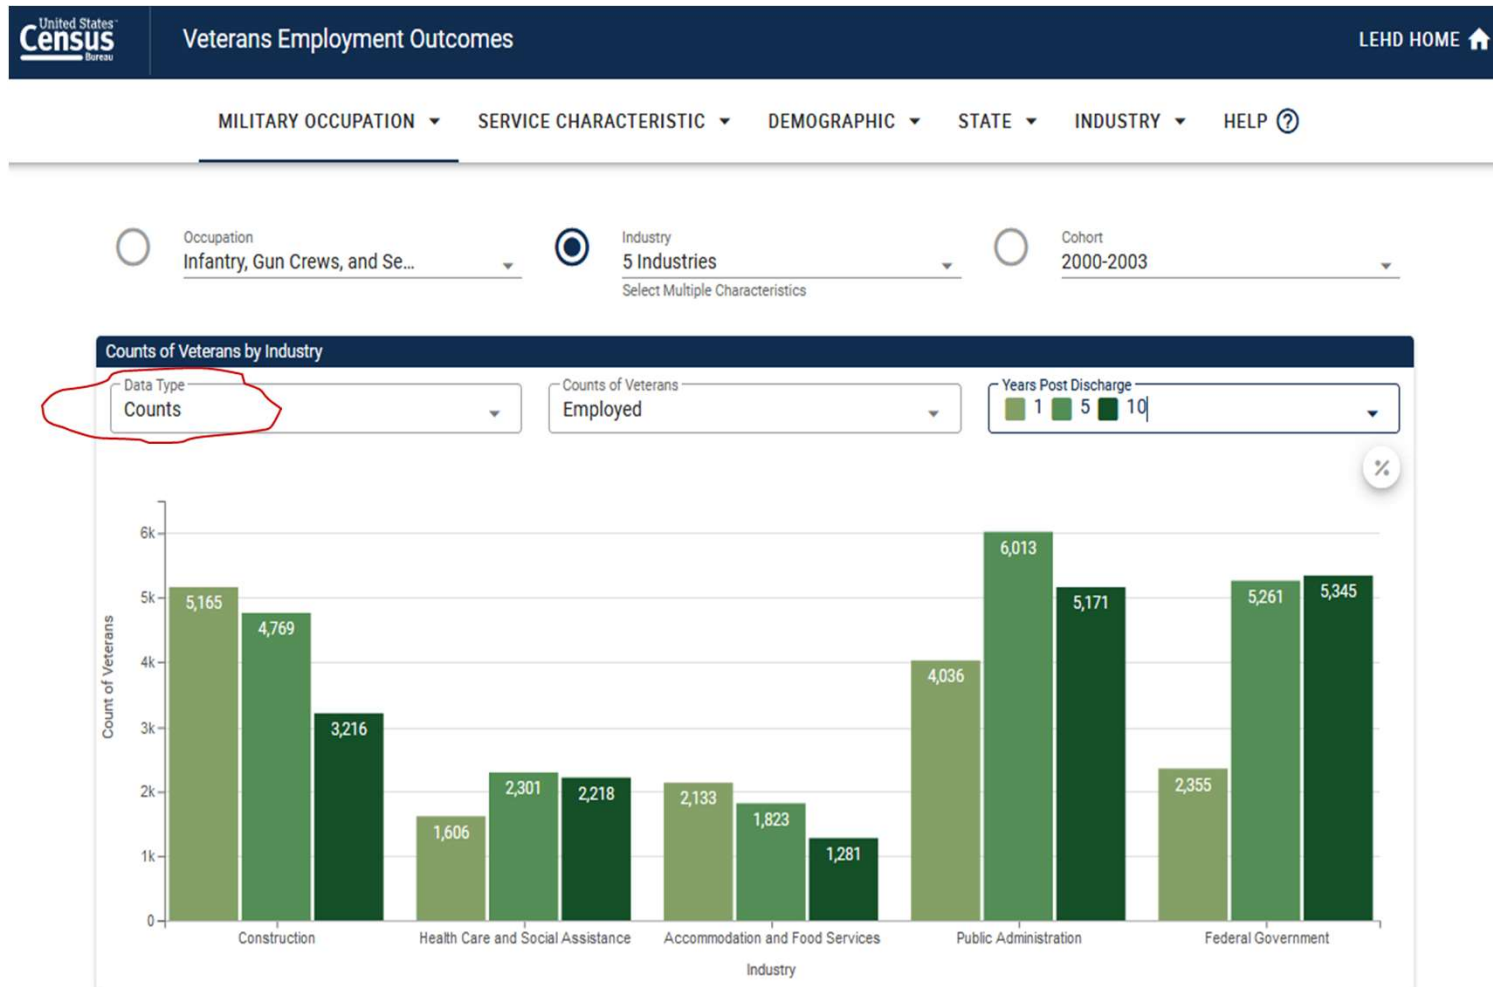 United States
Census
Bureau
Veterans Employment Outcomes
LEHD HOME
MILITARY OCCUPATION
SERVICE CHARACTERISTIC
DEMOGRAPHIC
STATE
INDUSTRY
HELP ?
Occupation
Infantry, Gun Crews, and Se...
Industry
5 Industries
Select Multiple Characteristics
Cohort
2000-2003
Counts of Veterans by Industry
Data Type
Counts
Counts of Veterans
Employed
Years Post Discharge
1 5 10
%
Count of Veterans
6k
5k
4k
3k
2k
1k
0
5,165
4,769
3,216
1,606
2,301
2,218
2,133
1,823
1,281
4,036
6,013
5,171
2,355
5,261
5,345
Construction
Health Care and Social Assistance
Accommodation and Food Services
Public Administration
Federal Government
Industry